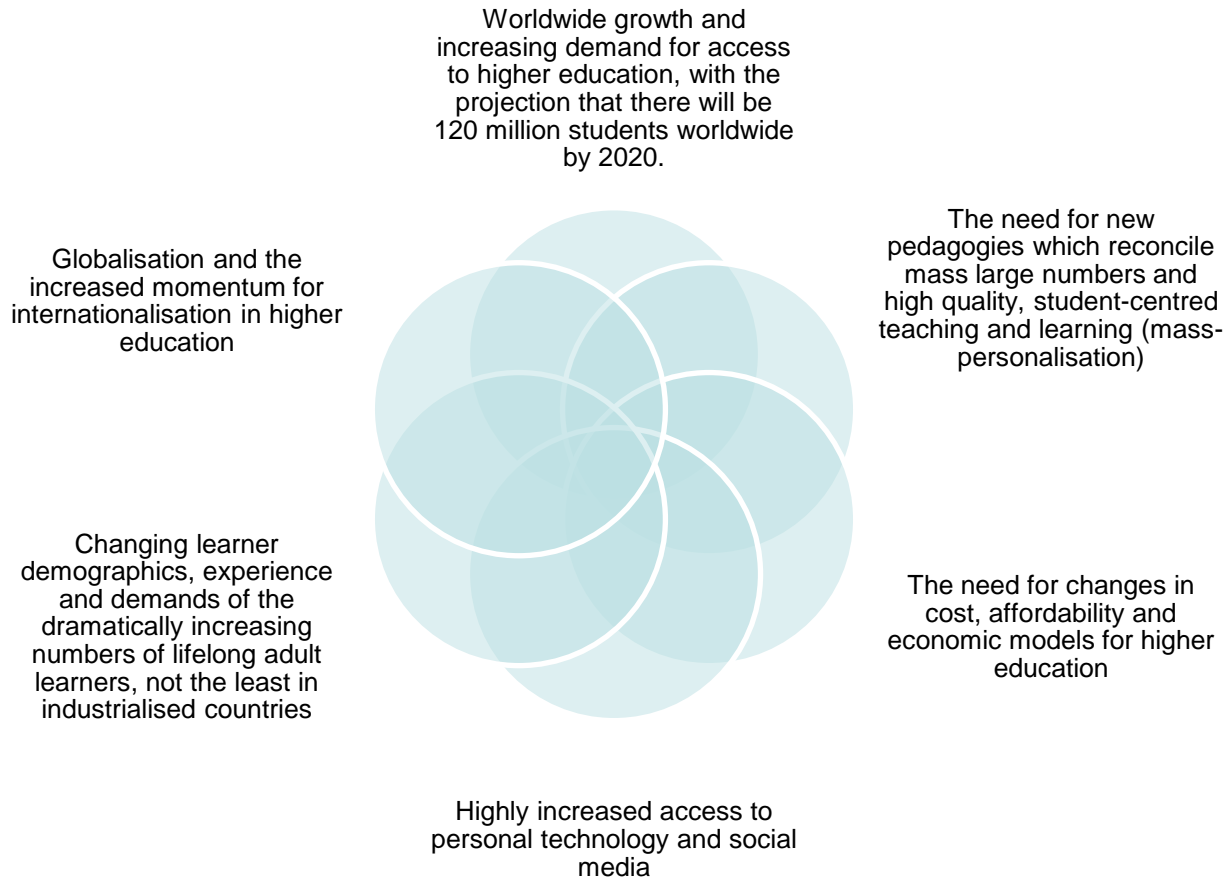 Worldwide growth and
increasing demand for access
to higher education, with the
projection that there will be
120 million students worldwide
by 2020.
The need for new
pedagogies which reconcile
mass large numbers and
high quality, student-centred
teaching and learning (mass-
personalisation)
The need for changes in
cost, affordability and
economic models for higher
education
Highly increased access to
personal technology and social
media
Changing learner
demographics, experience
and demands of the
dramatically increasing
numbers of lifelong adult
learners, not the least in
industrialised countries
Globalisation and the
increased momentum for
internationalisation in higher
education